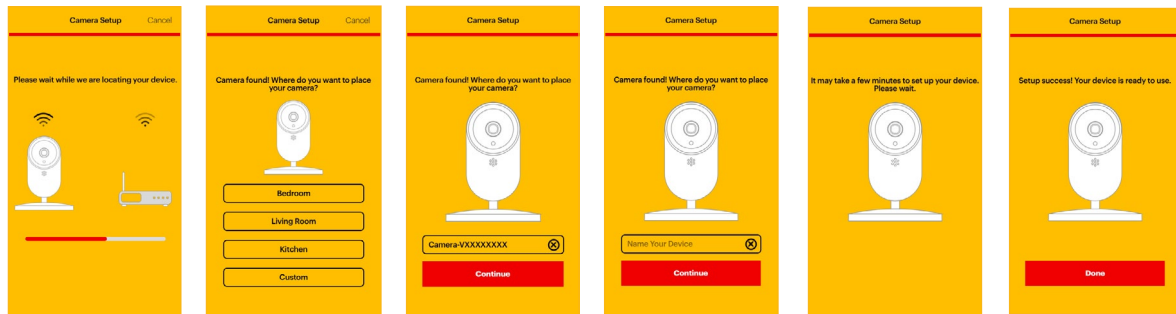 Camera Setup
Cancel
Please wait while we are locating your device.
Camera Setup
Cancel
Camera found! Where do you want to place
your camera?
Bedroom
Living Room
Kitchen
Custom
Camera Setup
Camera found! Where do you want to place
your camera?
Camera-VXXXXXXXX
Continue
Camera Setup
Camera found! Where do you want to place
your camera?
Name Your Device
Continue
Camera Setup
It may take a few minutes to set up your device.
Please wait.
Camera Setup
Setup success! Your device is ready to use.
Done